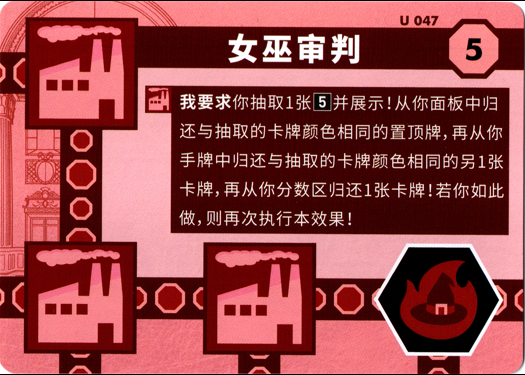 U 047
女巫审判
5
我要求你抽取1张5并展示！从你面板中归
还与抽取的卡牌颜色相同的置顶牌，再从你
手牌中归还与抽取的卡牌颜色相同的另1张
卡牌，再从你分数区归还1张卡牌！若你如此
做，则再次执行本效果！